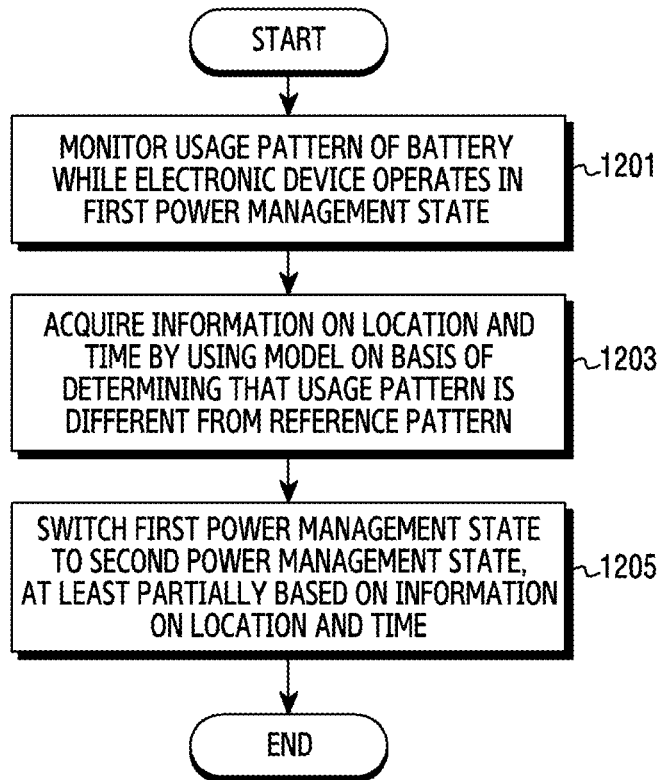 START
MONITOR USAGE PATTERN OF BATTERY
WHILE ELECTRONIC DEVICE OPERATES IN
FIRST POWER MANAGEMENT STATE
1201
ACQUIRE INFORMATION ON LOCATION AND
TIME BY USING MODEL ON BASIS OF
DETERMINING THAT USAGE PATTERN IS
DIFFERENT FROM REFERENCE PATTERN
1203
SWITCH FIRST POWER MANAGEMENT STATE
TO SECOND POWER MANAGEMENT STATE,
AT LEAST PARTIALLY BASED ON INFORMATION
ON LOCATION AND TIME
1205
END